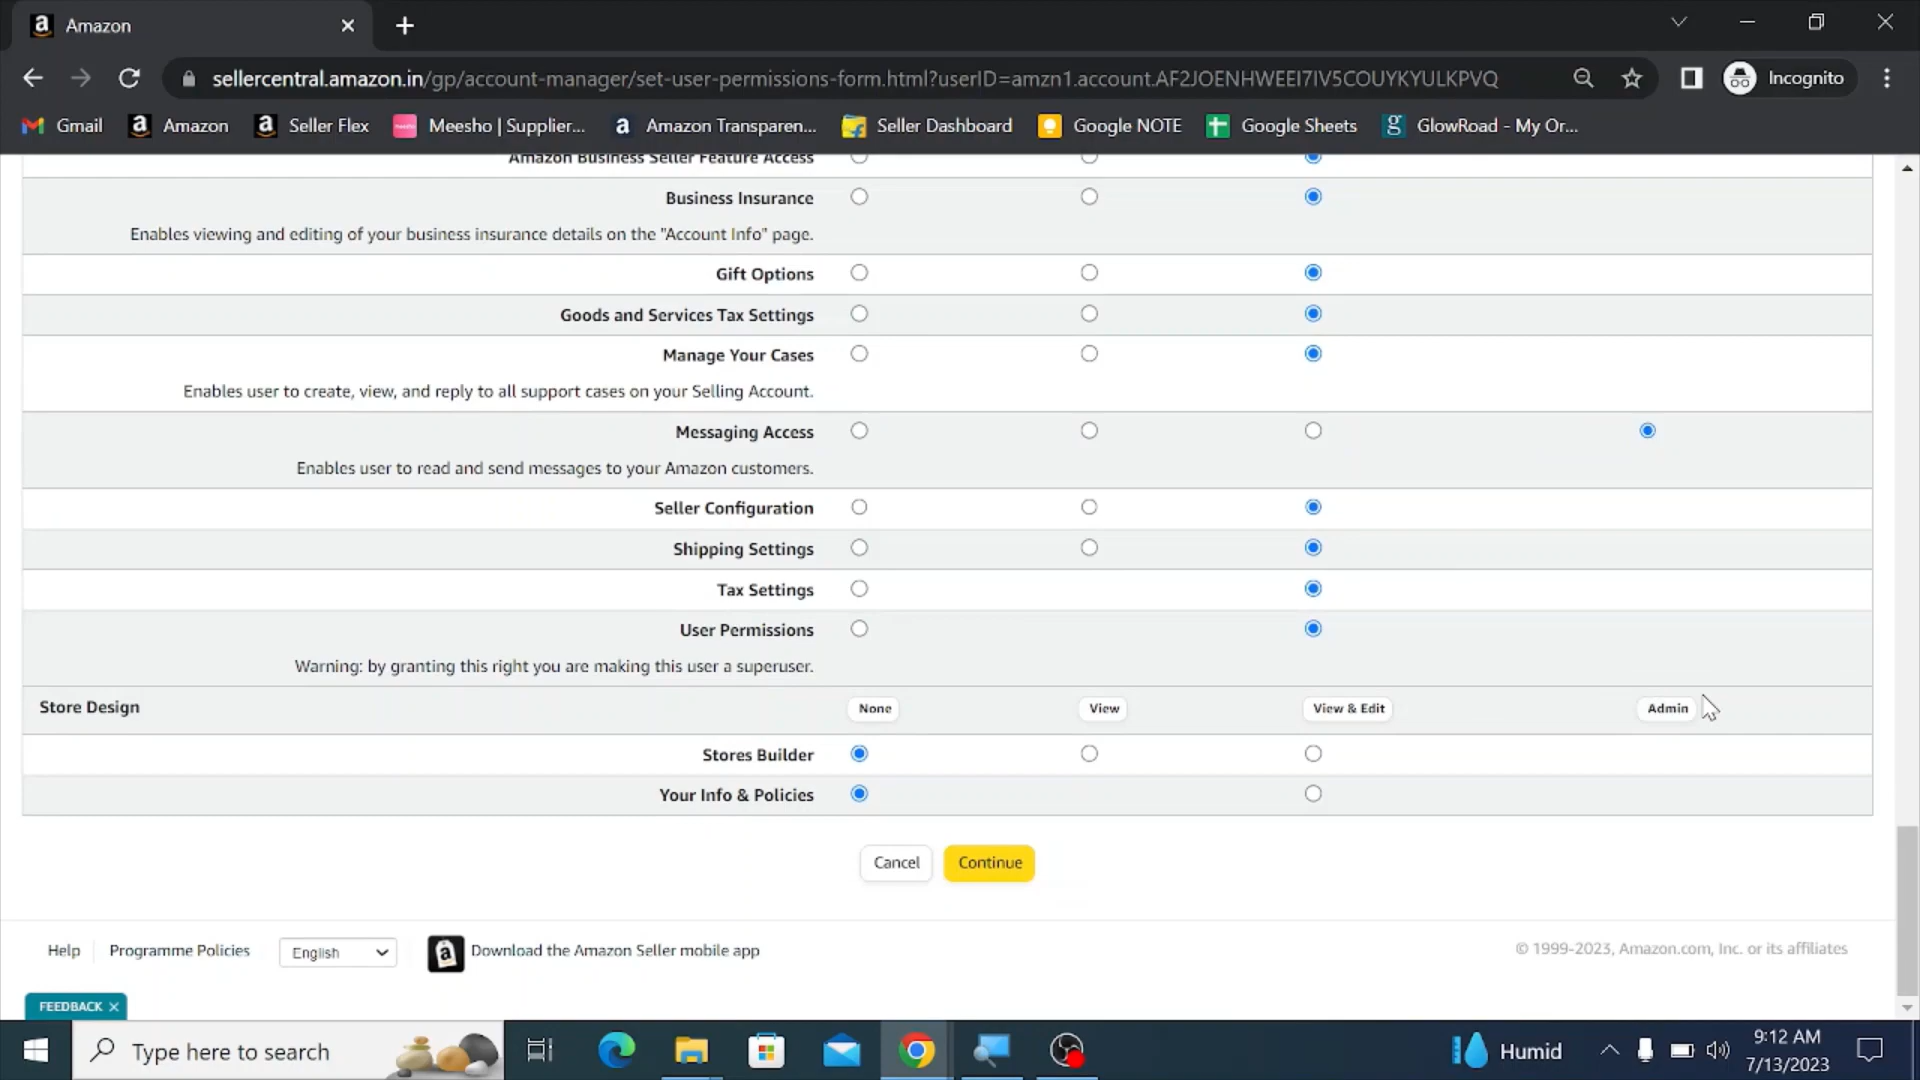 Amazon
sellercentral.amazon.in/gp/account-manager/set-user-permissions-form.html?userID=amzn1.account.AF2JOENHWEEI7IV5COUYKYULKPVQ
Incognito
Gmail Amazon Seller Flex Meesho | Supplier... Amazon Transparen... Seller Dashboard Google NOTE Google Sheets GlowRoad - My Or...
Amazon Business Seller Feature Access
Business Insurance
Enables viewing and editing of your business insurance details on the "Account Info" page.
Gift Options
Goods and Services Tax Settings
Manage Your Cases
Enables user to create, view, and reply to all support cases on your Selling Account.
Messaging Access
Enables user to read and send messages to your Amazon customers.
Seller Configuration
Shipping Settings
Tax Settings
User Permissions
Warning: by granting this right you are making this user a superuser.
Store Design None View View & Edit Admin
Stores Builder
Your Info & Policies
Cancel Continue
Help Programme Policies English Download the Amazon Seller mobile app © 1999-2023, Amazon.com, Inc. or its affiliates
FEEDBACK
Type here to search Humid 9:12 AM
7/13/2023